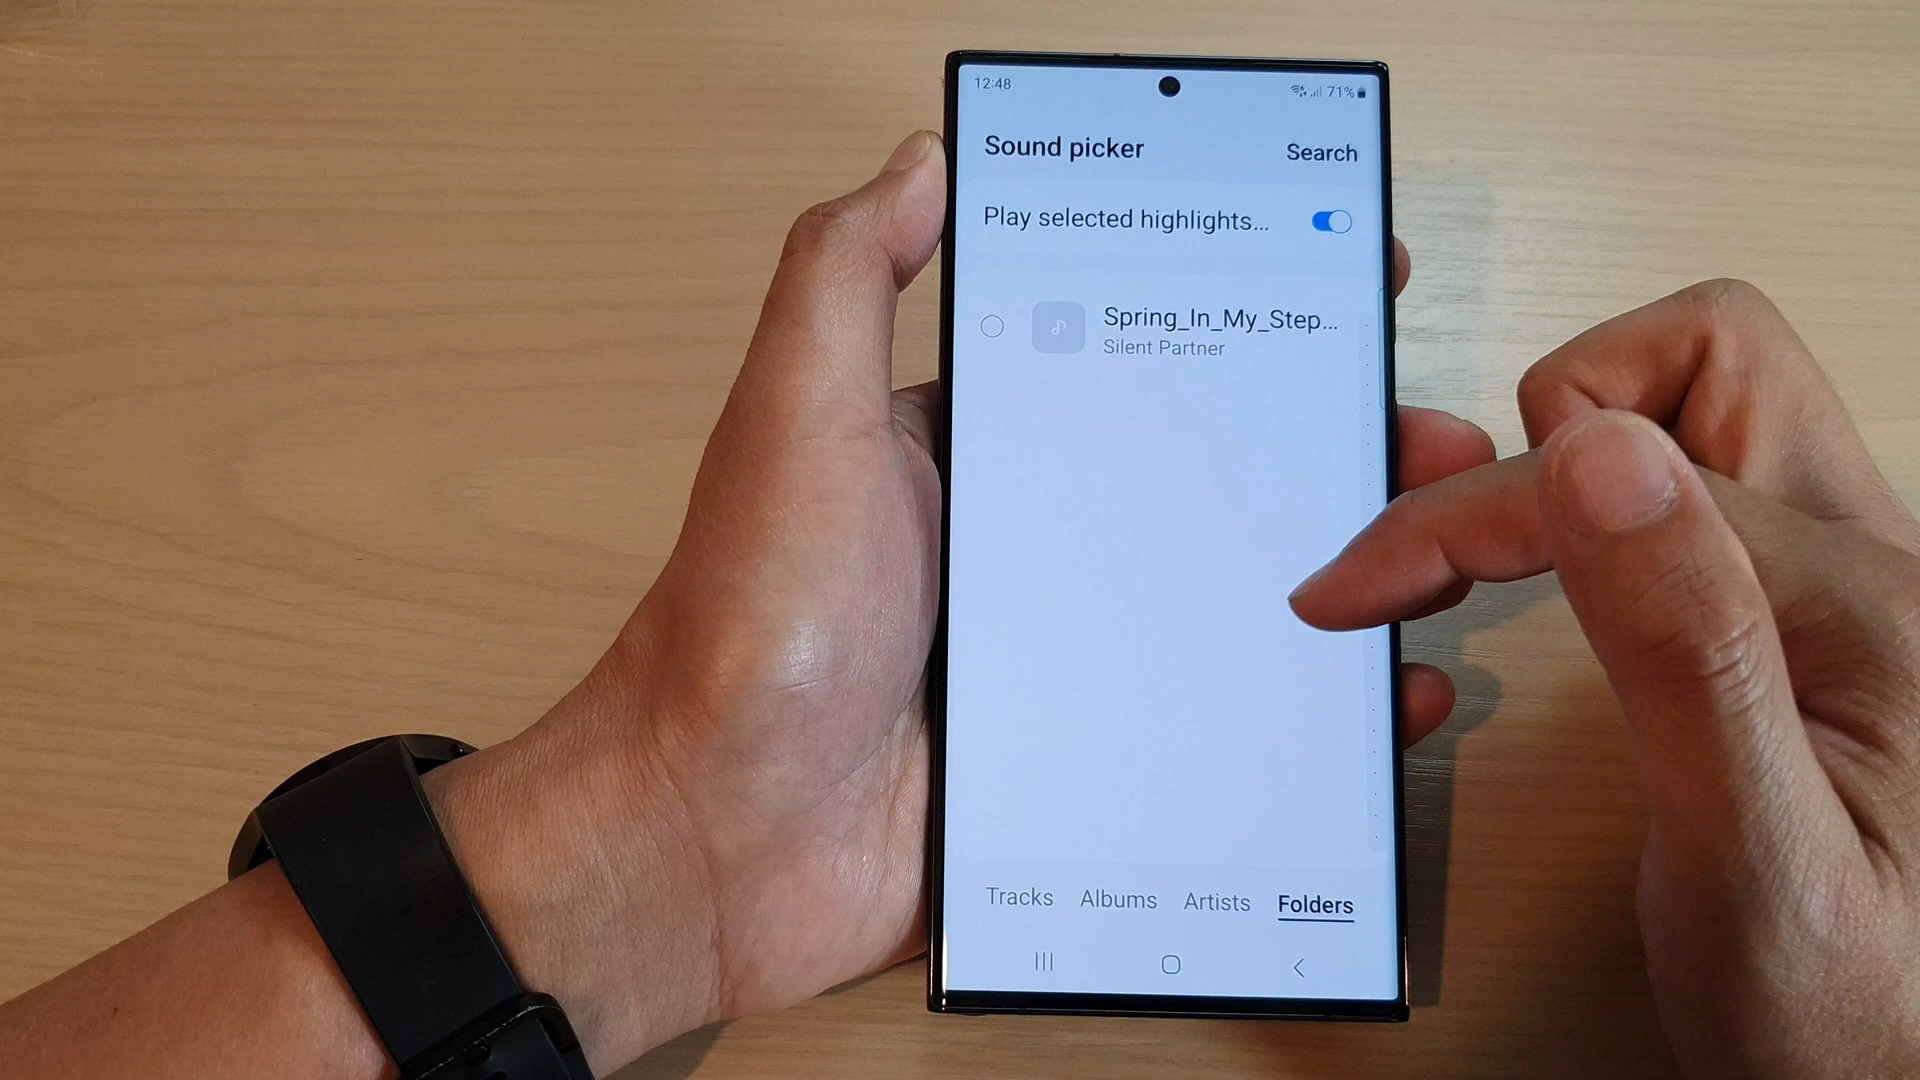 12:48
71%
Sound picker
Search
Play selected highlights...
Spring_In_My_Step...
Silent Partner
Tracks Albums Artists Folders